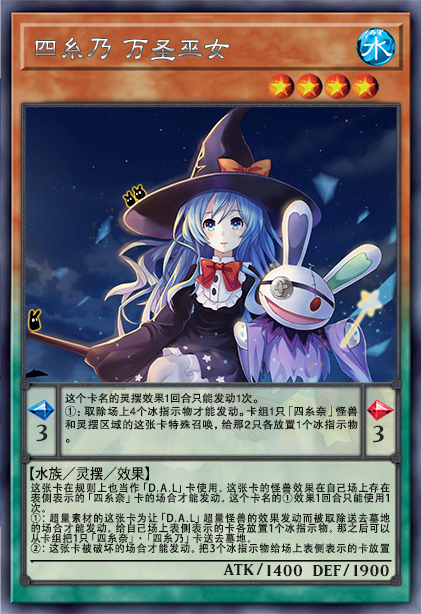 四糸乃 万圣巫女
水
这个卡名的灵摆效果1回合只能发动1次。
①：取除场上4个冰指示物才能发动。卡组1只「四糸奈」怪兽
和灵摆区域的这张卡特殊召唤，给那2只各放置1个冰指示物
。
3
3
【水族／灵摆／效果】
这张卡在规则上也当作「D.A.L」卡使用。这张卡的怪兽效果在自己场上存在
表侧表示的「四糸奈」卡的场合才能发动。这个卡名的①效果1回合只能使用1
次。
①：超量素材的这张卡为让「D.A.L」超量怪兽的效果发动而被取除送去墓地
的场合才能发动。给自己场上表侧表示的卡各放置1个冰指示物。那之后可以
从卡组把1只「四糸奈」·「四糸乃」卡送去墓地。
②：这张卡被破坏的场合才能发动。把3个冰指示物给场上表侧表示的卡放置
ATK/1400 DEF/1900